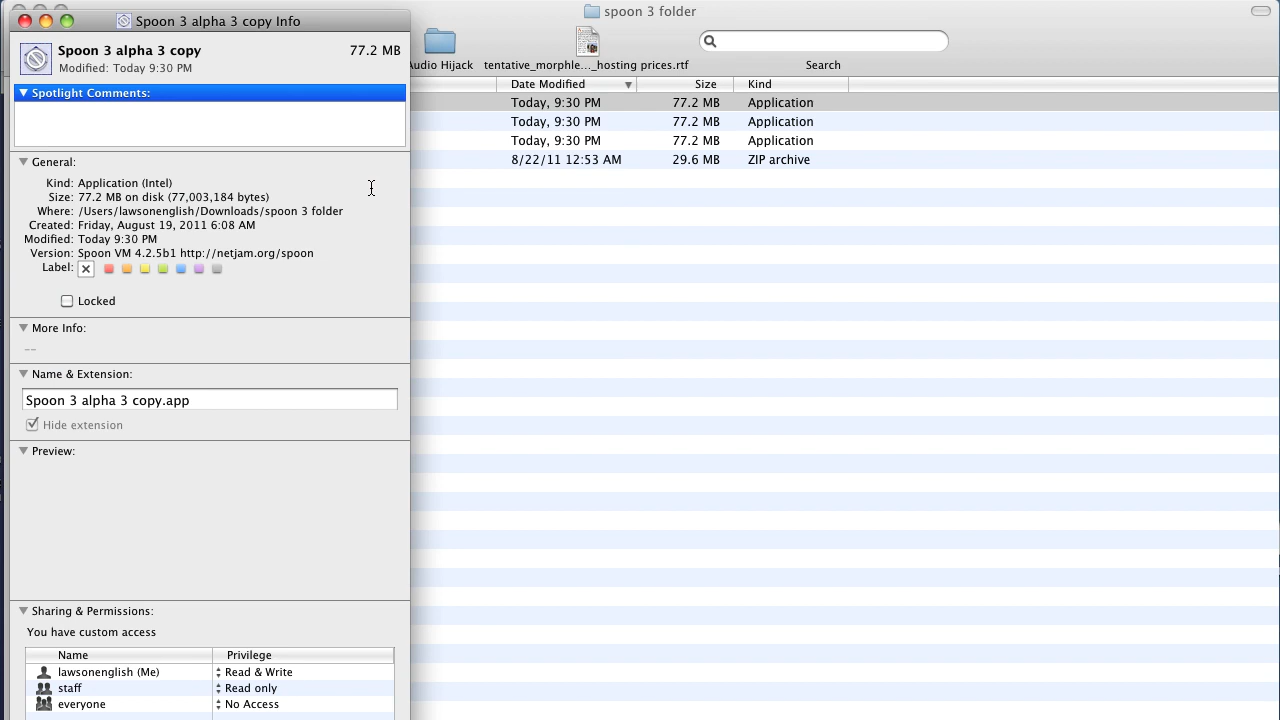 Spoon 3 alpha 3 copy Info
Spoon 3 alpha 3 copy 77.2 MB
Modified: Today 9:30 PM
Spotlight Comments:
General:
Kind: Application (Intel)
Size: 77.2 MB on disk (77,003,184 bytes)
Where: /Users/lawsonenglish/Downloads/spoon 3 folder
Created: Friday, August 19, 2011 6:08 AM
Modified: Today 9:30 PM
Version: Spoon VM 4.2.5b1 http://netjam.org/spoon
Label:
Locked
More Info:
--
Name & Extension:
Spoon 3 alpha 3 copy.app
Hide extension
Preview:
Sharing & Permissions:
You have custom access
Name Privilege
lawsonenglish (Me) Read & Write
staff Read only
everyone No Access
spoon 3 folder
Audio Hijack tentative_morphle..._hosting prices.rtf Search
Date Modified Size Kind
Today, 9:30 PM 77.2 MB Application
Today, 9:30 PM 77.2 MB Application
Today, 9:30 PM 77.2 MB Application
8/22/11 12:53 AM 29.6 MB ZIP archive